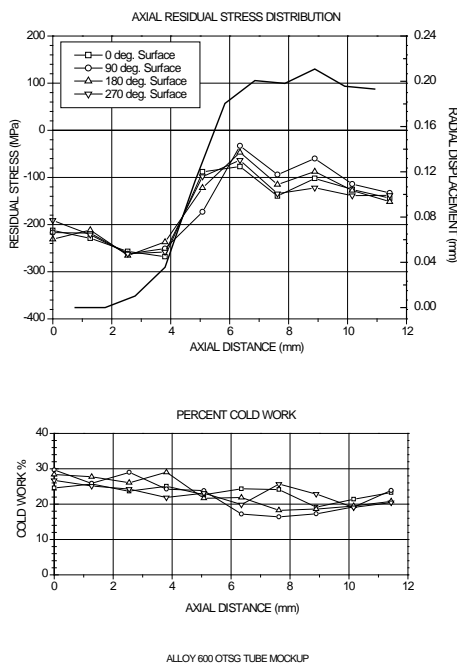 AXIAL RESIDUAL STRESS DISTRIBUTION
200
100
0
-100
-200
-300
-400
RESIDUAL STRESS (MPa)
0 deg. Surface
90 deg. Surface
180 deg. Surface
270 deg. Surface
0.24
0.20
0.16
0.12
0.08
0.04
0.00
RADIAL DISPLACEMENT (mm)
0 2 4 6 8 10 12
AXIAL DISTANCE (mm)
PERCENT COLD WORK
40
30
20
10
0
COLD WORK %
0 2 4 6 8 10 12
AXIAL DISTANCE (mm)
ALLOY 600 OTSG TUBE MOCKUP